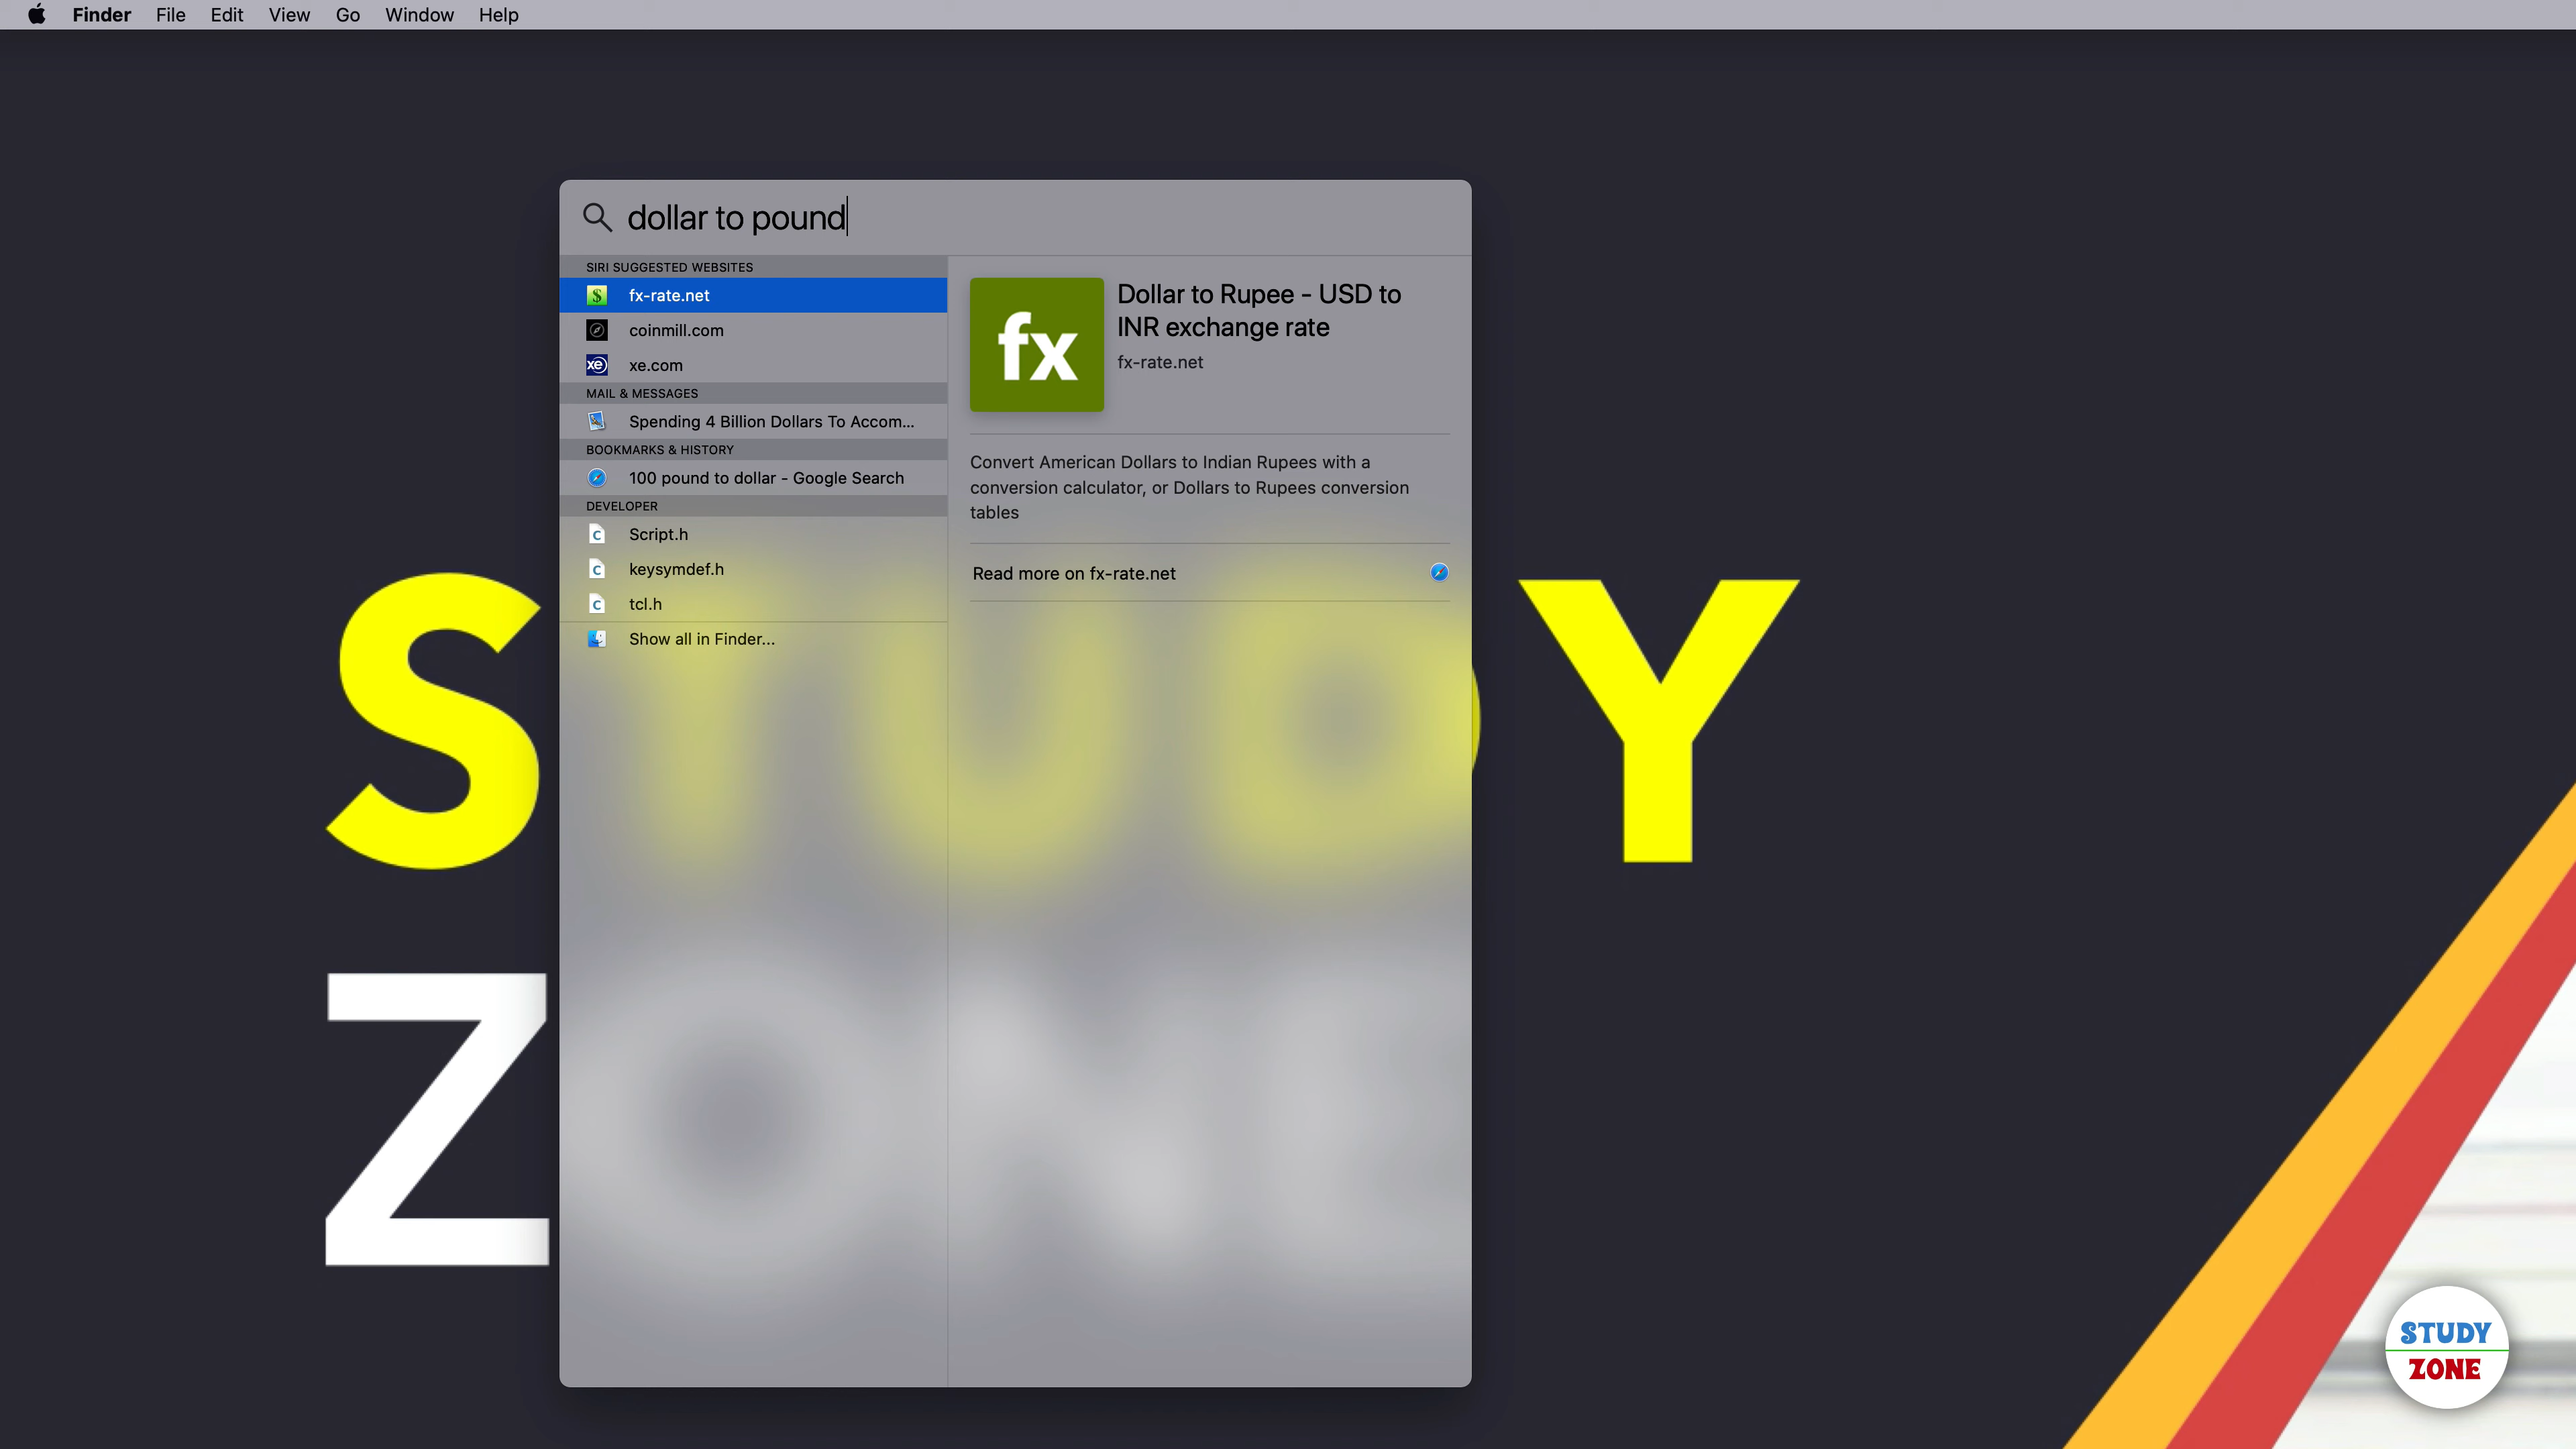 Finder File Edit View Go Window Help
dollar to pound
SIRI SUGGESTED WEBSITES
$ fx-rate.net
coinmill.com
xe xe.com
MAIL & MESSAGES
Spending 4 Billion Dollars To Accom...
BOOKMARKS & HISTORY
100 pound to dollar - Google Search
DEVELOPER
C Script.h
C keysymdef.h
C tcl.h
Show all in Finder...
fx
Dollar to Rupee - USD to
INR exchange rate
fx-rate.net
Convert American Dollars to Indian Rupees with a
conversion calculator, or Dollars to Rupees conversion
tables
Read more on fx-rate.net
STUDY
ZONE
STUDY
ZONE